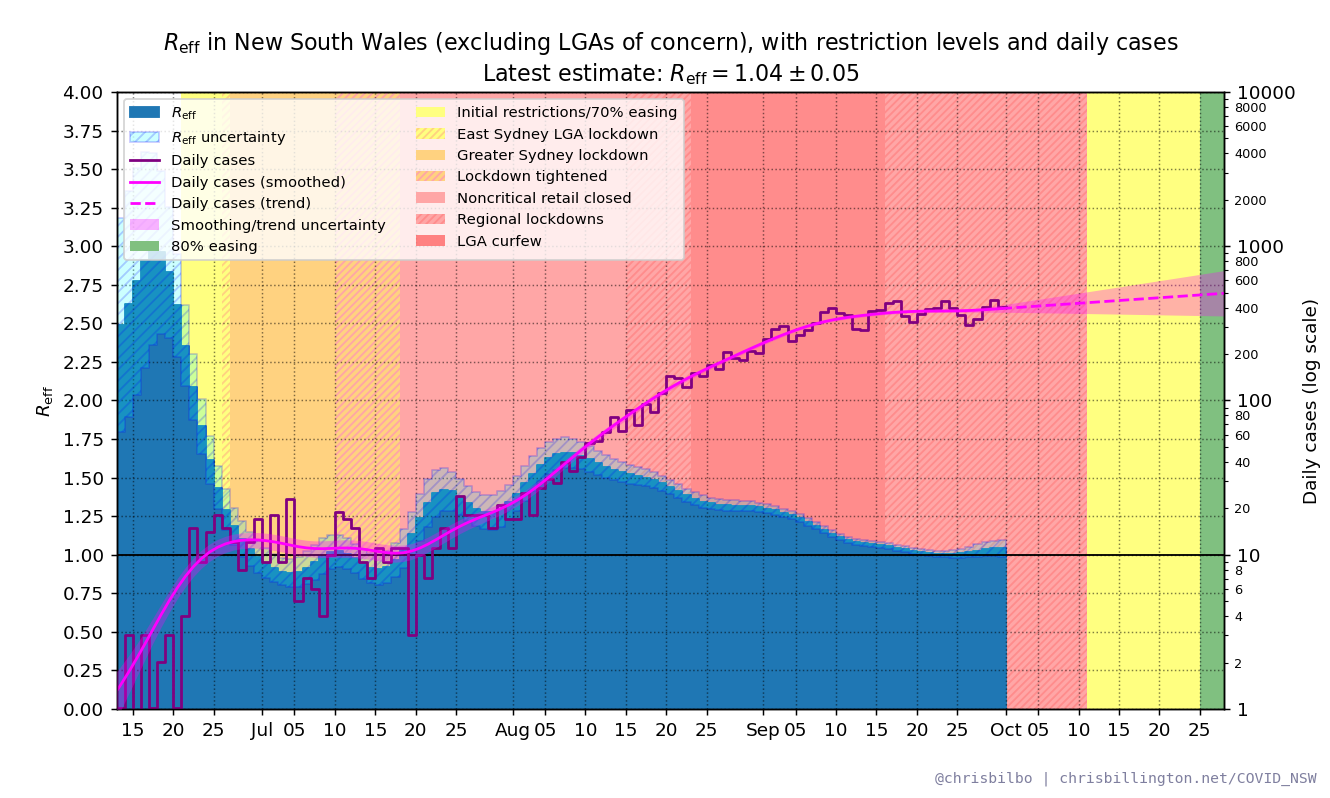 R_eff in New South Wales (excluding LGAs of concern), with restriction levels and daily cases
Latest estimate: R_eff = 1.04 ± 0.05
R_eff
R_eff uncertainty
Daily cases
Daily cases (smoothed)
Daily cases (trend)
Smoothing/trend uncertainty
80% easing
Initial restrictions/70% easing
East Sydney LGA lockdown
Greater Sydney lockdown
Lockdown tightened
Noncritical retail closed
Regional lockdowns
LGA curfew
R_eff
4.00
3.75
3.50
3.25
3.00
2.75
2.50
2.25
2.00
1.75
1.50
1.25
1.00
0.75
0.50
0.25
0.00
10000
8000
6000
4000
2000
1000
800
600
400
200
100
80
60
40
20
10
8
6
4
2
1
Daily cases (log scale)
15 20 25 Jul 05 10 15 20 25 Aug 05 10 15 20 25 Sep 05 10 15 20 25 Oct 05 10 15 20 25
@chrisbilbo | chrisbillington.net/COVID_NSW